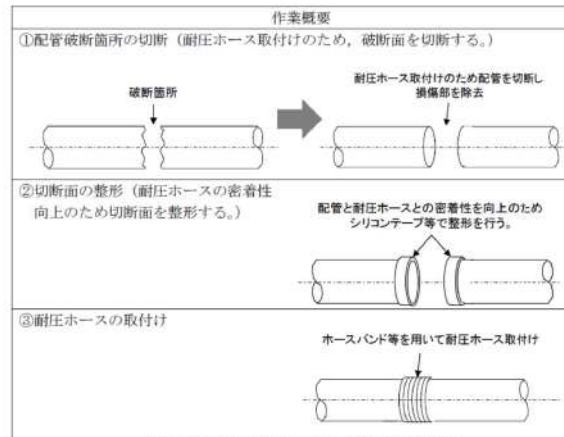 作業概要
①配管破断箇所の切断（耐圧ホース取付けのため，破断面を切断する。）
破断箇所
耐圧ホース取付けのため配管を切断し
損傷部を除去
②切断面の整形（耐圧ホースの密着性
向上のため切断面を整形する。）
配管と耐圧ホースとの密着性を向上のため
シリコンテープ等で整形を行う。
③耐圧ホースの取付け
ホースバンド等を用いて耐圧ホース取付け